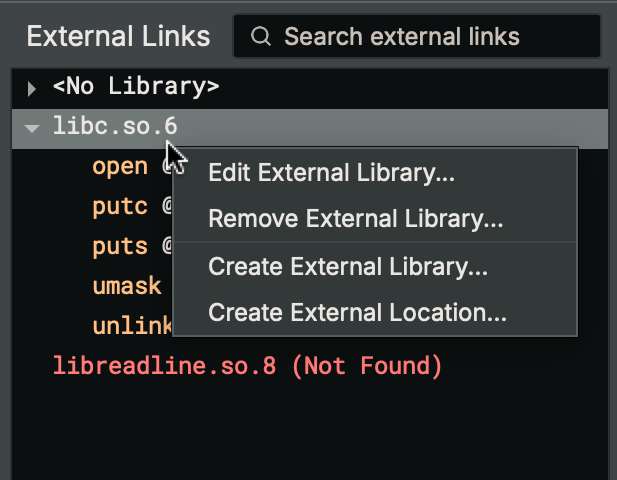 External Links
Search external links
<No Library>
libc.so.6
open @
putc @
puts @
umask
unlink
Edit External Library...
Remove External Library...
Create External Library...
Create External Location...
libreadline.so.8 (Not Found)